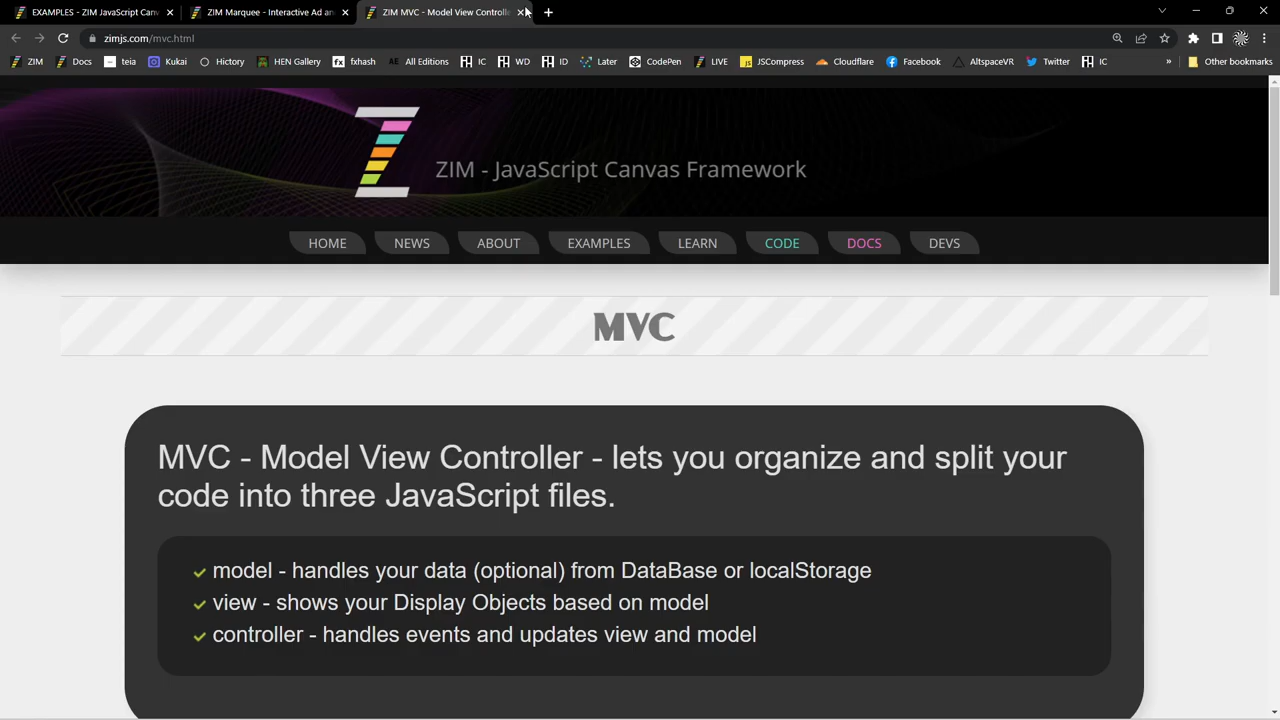 EXAMPLES - ZIM JavaScript Canv
ZIM Marquee - Interactive Ad an
ZIM MVC - Model View Controlle
zimjs.com/mvc.html
ZIM
Docs
teia
Kukai
Hictory
HEN Gallery
fxhash
All Editions
IC
WD
ID
Later
CodePen
LIVE
JSCompress
Cloudflare
Facebook
AltspaceVR
Twitter
IC
»
Other bookmarks
ZIM - JavaScript Canvas Framework
HOME
NEWS
ABOUT
EXAMPLES
LEARN
CODE
DOCS
DEVS
MVC
MVC - Model View Controller - lets you organize and split your
code into three JavaScript files.
model - handles your data (optional) from DataBase or localStorage
view - shows your Display Objects based on model
controller - handles events and updates view and model